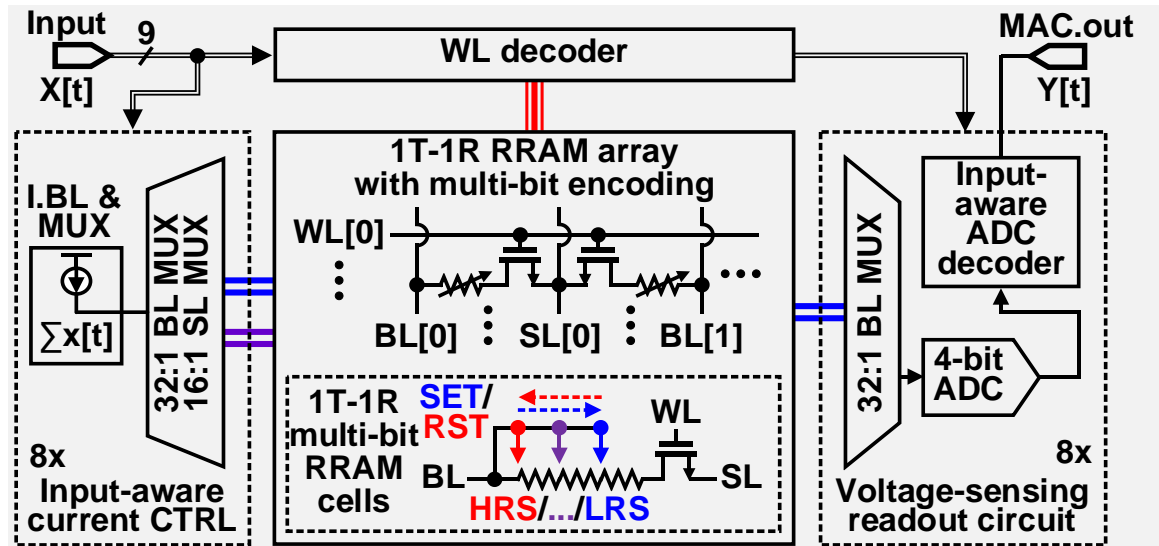 Input
9
X[t]
WL decoder
MAC.out
Y[t]
I.BL &
MUX
∑x[t]
32:1 BL MUX
16:1 SL MUX
8x
Input-aware
current CTRL
1T-1R RRAM array
with multi-bit encoding
WL[0]
BL[0]
SL[0]
BL[1]
1T-1R
multi-bit
RRAM
cells
SET/
RST
BL
WL
SL
HRS/.../LRS
32:1 BL MUX
Input-
aware
ADC
decoder
4-bit
ADC
8x
Voltage-sensing
readout circuit